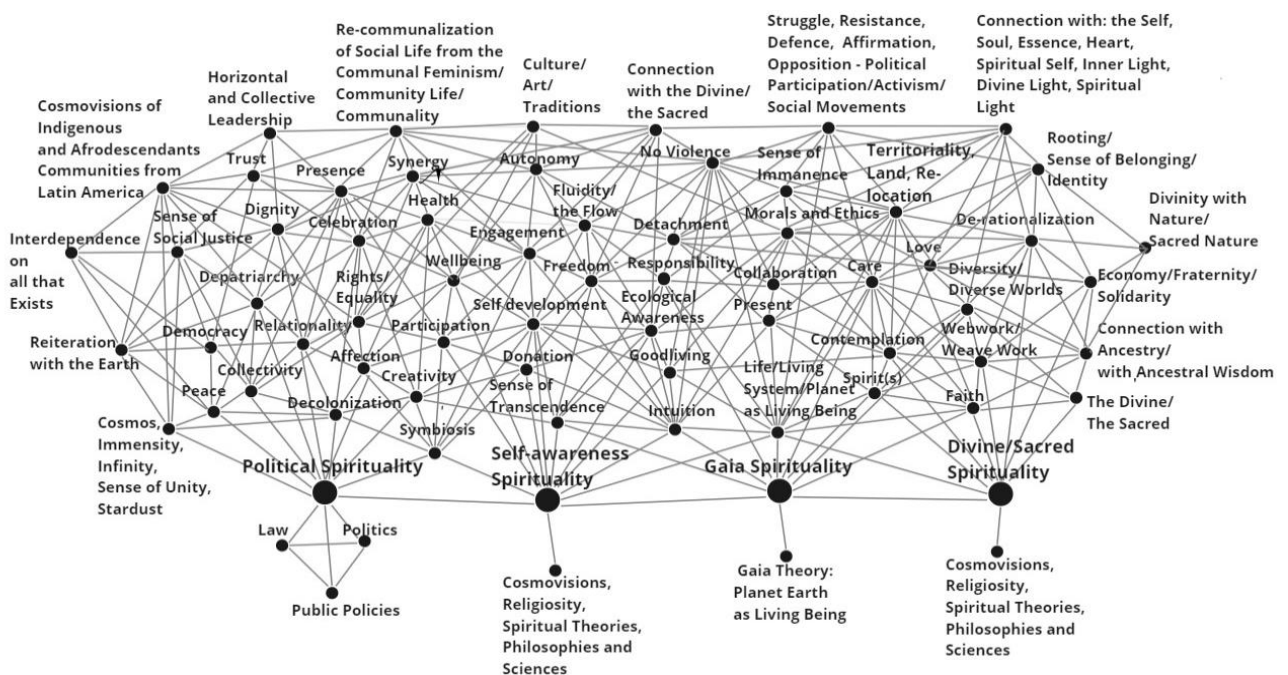 Re-communalization
of Social Life from the
Communal Feminism/
Community Life/
Communality
Struggle, Resistance,
Defence, Affirmation,
Opposition - Political
Participation/Activism/
Social Movements
Connection with: the Self,
Soul, Essence, Heart,
Spiritual Self, Inner Light,
Divine Light, Spiritual
Light
Culture/
Art/
Traditions
Connection
with the Divine/
the Sacred
Horizontal
and Collective
Leadership
Cosmovisions of
Indigenous
and Afrodescendants
Communities from
Latin America
Trust
Presence
Synergy
Autonomy
No Violence
Sense of
Immanence
Territoriality,
Land, Re-
location
Rooting/
Sense of Belonging/
Identity
Divinity with
Nature/
Sacred Nature
Sense of
Social Justice
Dignity
Celebration
Health
Fluidity/
the Flow
Engagement
Detachment
Morals and Ethics
De-rationalization
Interdependence
on
all that
Exists
Depatriarchy
Rights/
Equality
Wellbeing
Freedom
Responsibility
Collaboration
Care
Love
Diversity/
Diverse Worlds
Economy/Fraternity/
Solidarity
Self development
Ecological
Awareness
Present
Reiteration
with the Earth
Democracy
Relationality
Participation
Contemplation
Webwork/
Weave Work
Connection with
Ancestry/
with Ancestral Wisdom
Collectivity
Affection
Donation
Goodliving
Life/Living
System/Planet
as Living Being
Spirit(s)
Peace
Creativity
Sense of
Transcendence
Faith
The Divine/
The Sacred
Decolonization
Intuition
Cosmos,
Immensity,
Infinity,
Sense of Unity,
Stardust
Symbiosis
Political Spirituality
Self-awareness
Spirituality
Gaia Spirituality
Divine/Sacred
Spirituality
Law
Politics
Public Policies
Cosmovisions,
Religiosity,
Spiritual Theories,
Philosophies and
Sciences
Gaia Theory:
Planet Earth
as Living Being
Cosmovisions,
Religiosity,
Spiritual Theories,
Philosophies and
Sciences